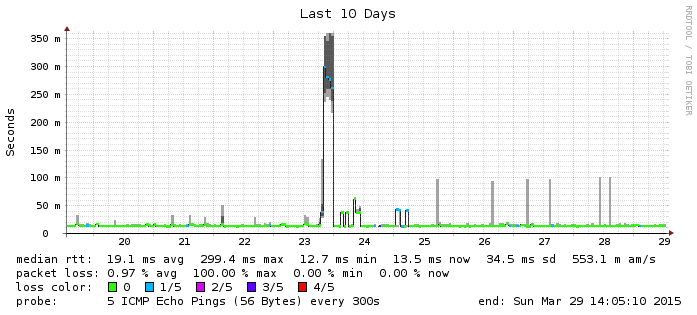 Last 10 Days
RRDTOOL / TOBI OETIKER
Seconds
350 m
300 m
250 m
200 m
150 m
100 m
50 m
0
20 21 22 23 24 25 26 27 28 29
median rtt: 19.1 ms avg 299.4 ms max 12.7 ms min 13.5 ms now 34.5 ms sd 553.1 m am/s
packet loss: 0.97 % avg 100.00 % max 0.00 % min 0.00 % now
loss color: 0 1/5 2/5 3/5 4/5
probe: 5 ICMP Echo Pings (56 Bytes) every 300s end: Sun Mar 29 14:05:10 2015